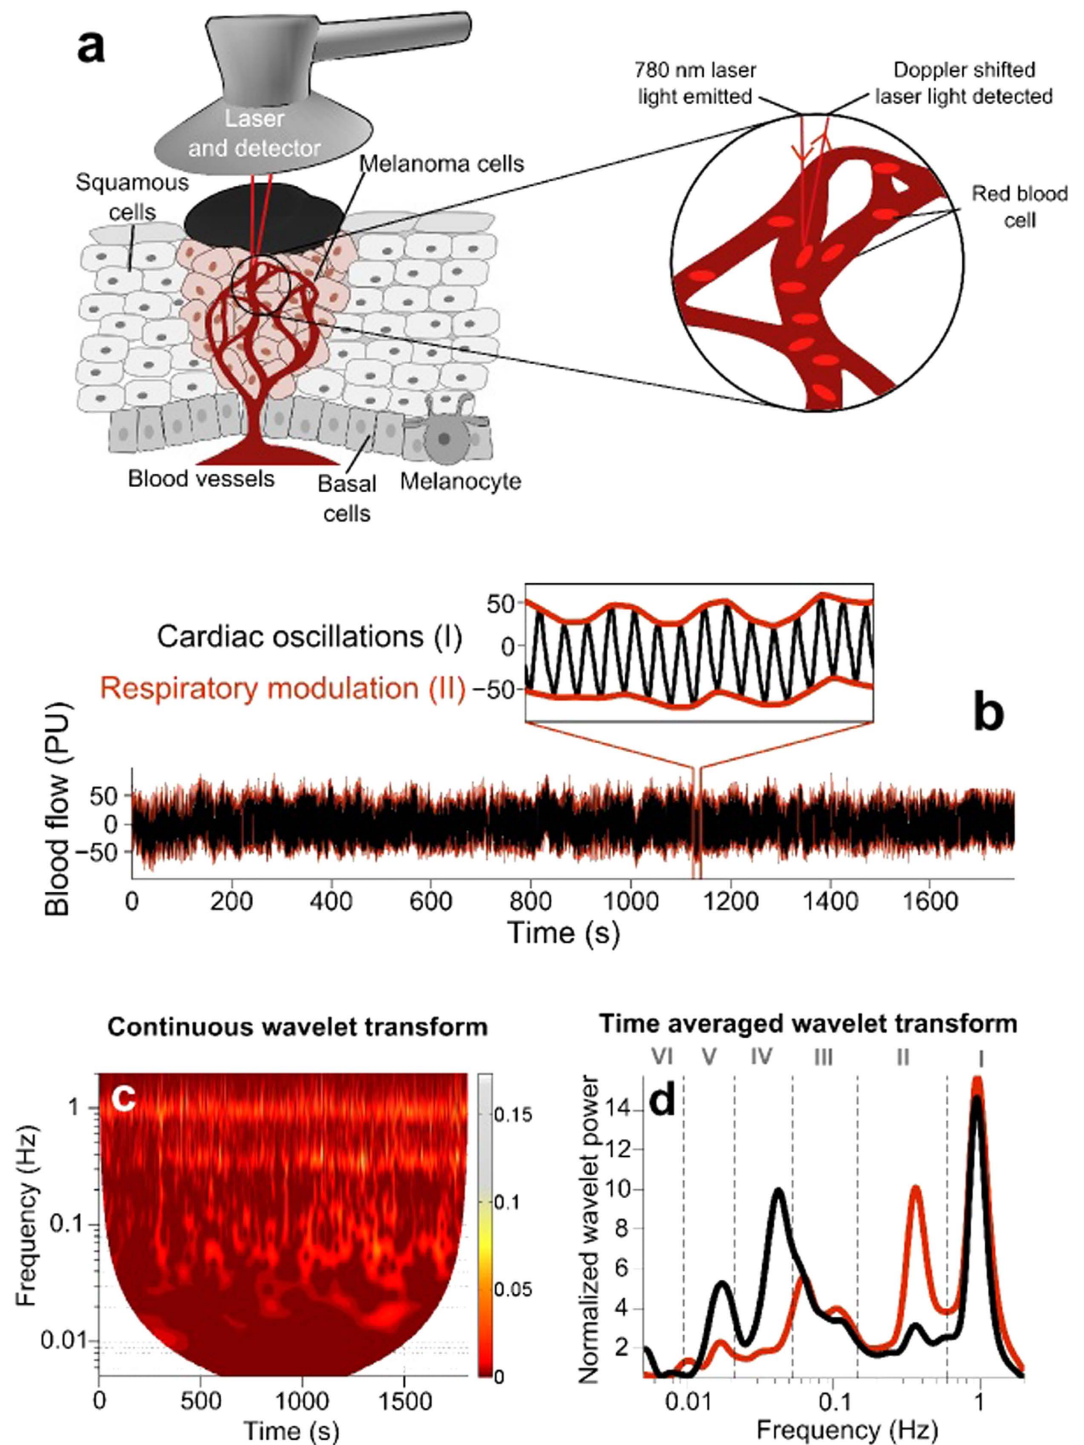 a
Laser
and detector
Squamous
cells
Melanoma cells
780 nm laser
light emitted
Doppler shifted
laser light detected
Red blood
cell
Blood vessels
Basal
cells
Melanocyte
b
Cardiac oscillations (I)
Respiratory modulation (II)
50
0
−50
Blood flow (PU)
50
0
−50
0 200 400 600 800 1000 1200 1400 1600
Time (s)
Continuous wavelet transform
c
Frequency (Hz)
1
0.1
0.01
0 500 1000 1500
Time (s)
0.15
0.1
0.05
0
Time averaged wavelet transform
VI V IV III II I
d
Normalized wavelet power
14
12
10
8
6
4
2
0.01 0.1 1
Frequency (Hz)